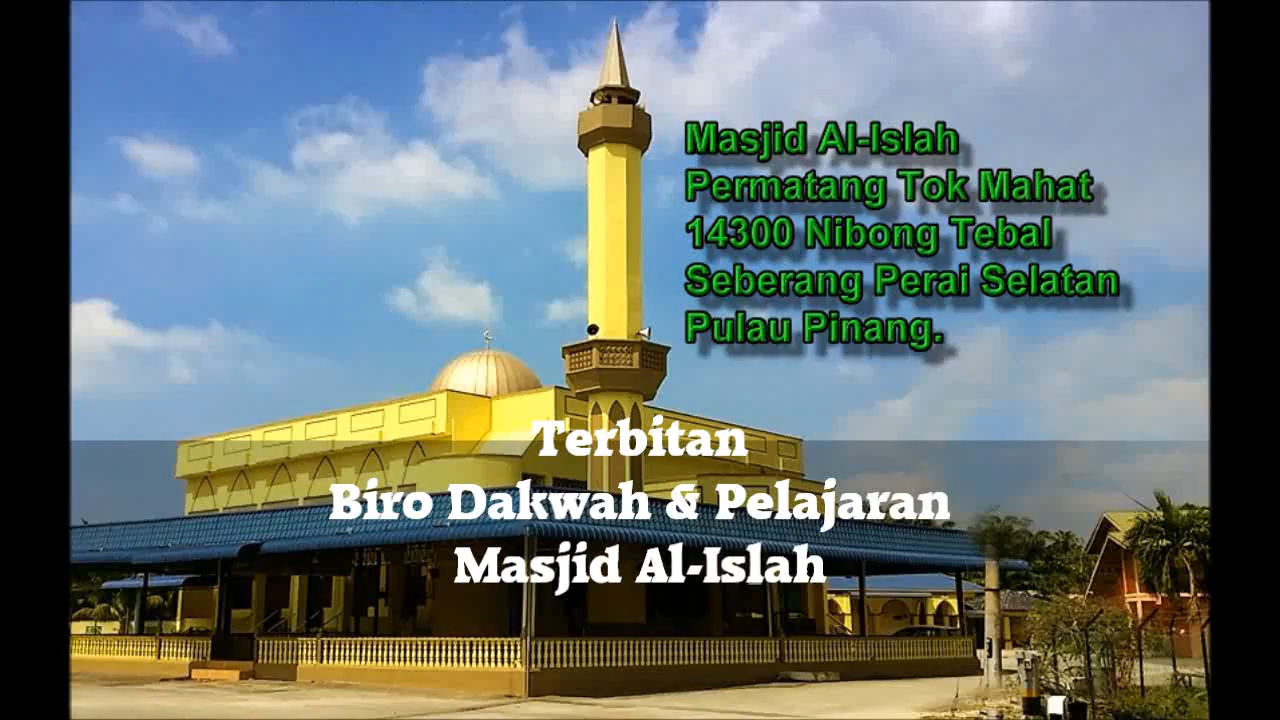 Masjid Al-Islah
Permatang Tok Mahat
14300 Nibong Tebal
Seberang Perai Selatan
Pulau Pinang.
Terbitan
Biro Dakwah & Pelajaran
Masjid Al-Islah